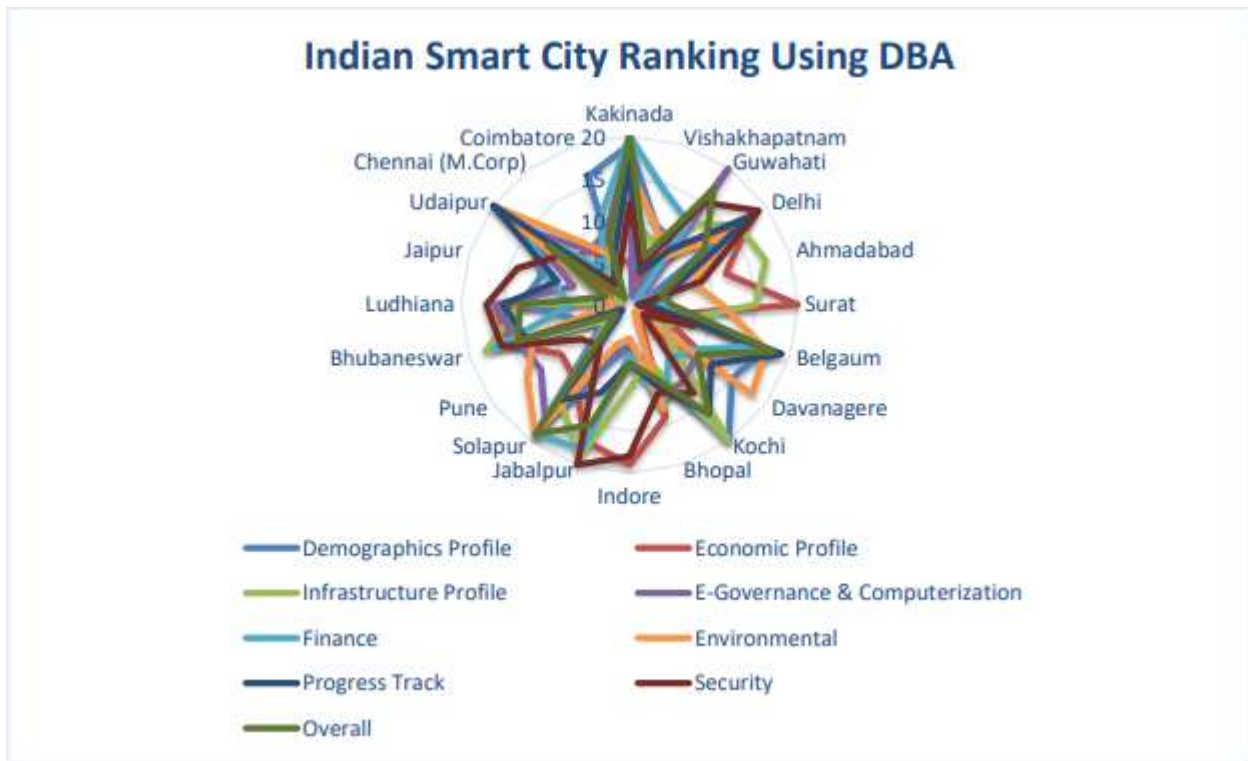 Indian Smart City Ranking Using DBA
Kakinada
Coimbatore 20 Vishakhapatnam
Chennai (M.Corp) 15 Guwahati
Udaipur 10 Delhi
Jaipur 5 Ahmadabad
Ludhiana 0 Surat
Bhubaneswar Belgaum
Pune Davanagere
Solapur Kochi
Jabalpur Bhopal
Indore
Demographics Profile Economic Profile
Infrastructure Profile E-Governance & Computerization
Finance Environmental
Progress Track Security
Overall